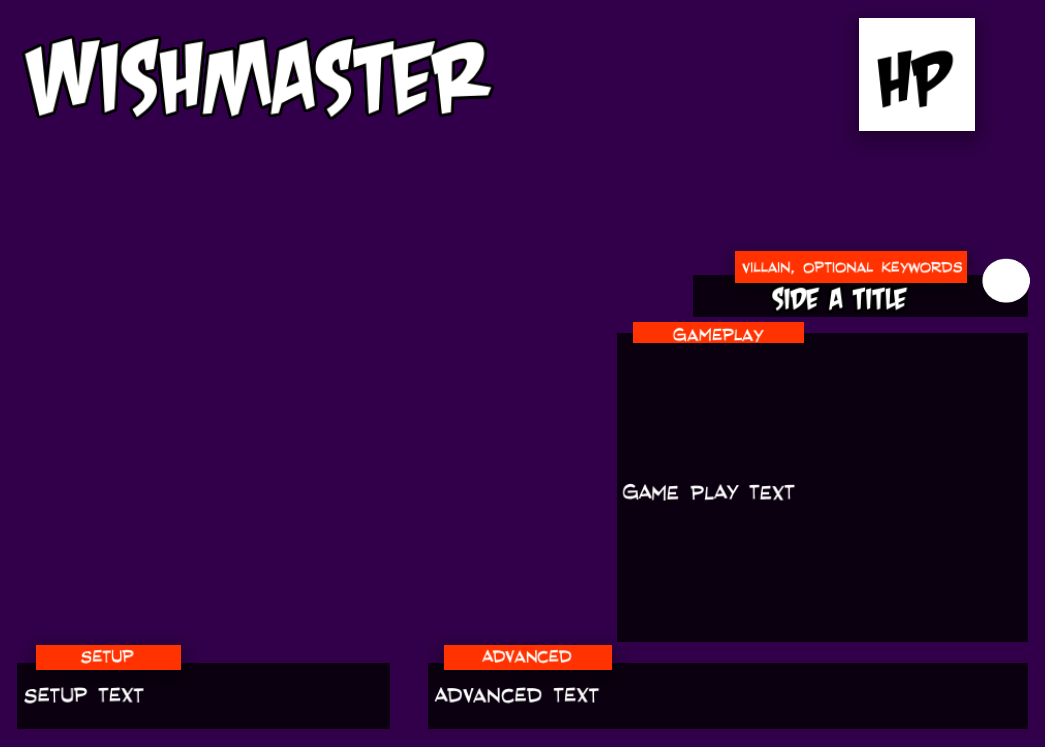 WISHMASTER
HP
VILLAIN, OPTIONAL KEYWORDS
SIDE A TITLE
GAMEPLAY
GAME PLAY TEXT
SETUP
SETUP TEXT
ADVANCED
ADVANCED TEXT